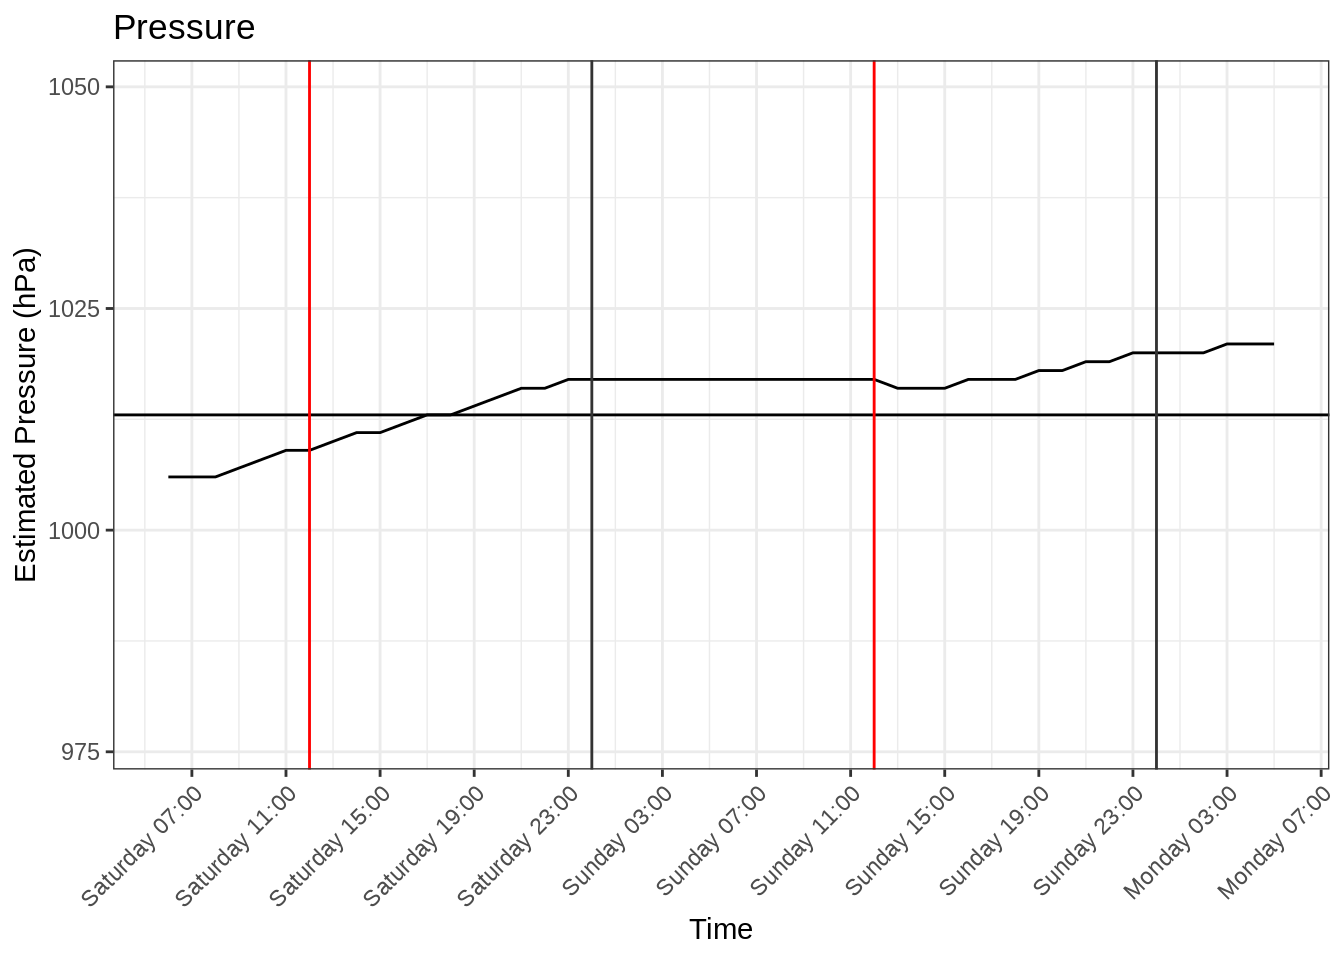 Pressure
Estimated Pressure (hPa)
1050
1025
1000
975
Saturday 07:00
Saturday 11:00
Saturday 15:00
Saturday 19:00
Saturday 23:00
Sunday 03:00
Sunday 07:00
Sunday 11:00
Sunday 15:00
Sunday 19:00
Sunday 23:00
Monday 03:00
Monday 07:00
Time